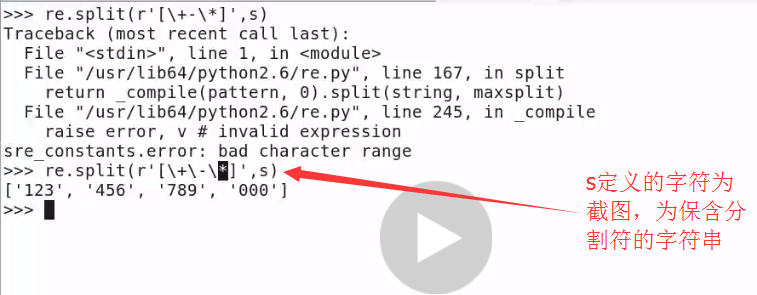 >>> re.split(r'[\+-\*]',s)
Traceback (most recent call last):
  File "<stdin>", line 1, in <module>
  File "/usr/lib64/python2.6/re.py", line 167, in split
    return _compile(pattern, 0).split(string, maxsplit)
  File "/usr/lib64/python2.6/re.py", line 245, in _compile
    raise error, v # invalid expression
sre_constants.error: bad character range
>>> re.split(r'[\+\-\*]',s)
['123', '456', '789', '000']
>>>
s定义的字符为
截图，为保含分
割符的字符串